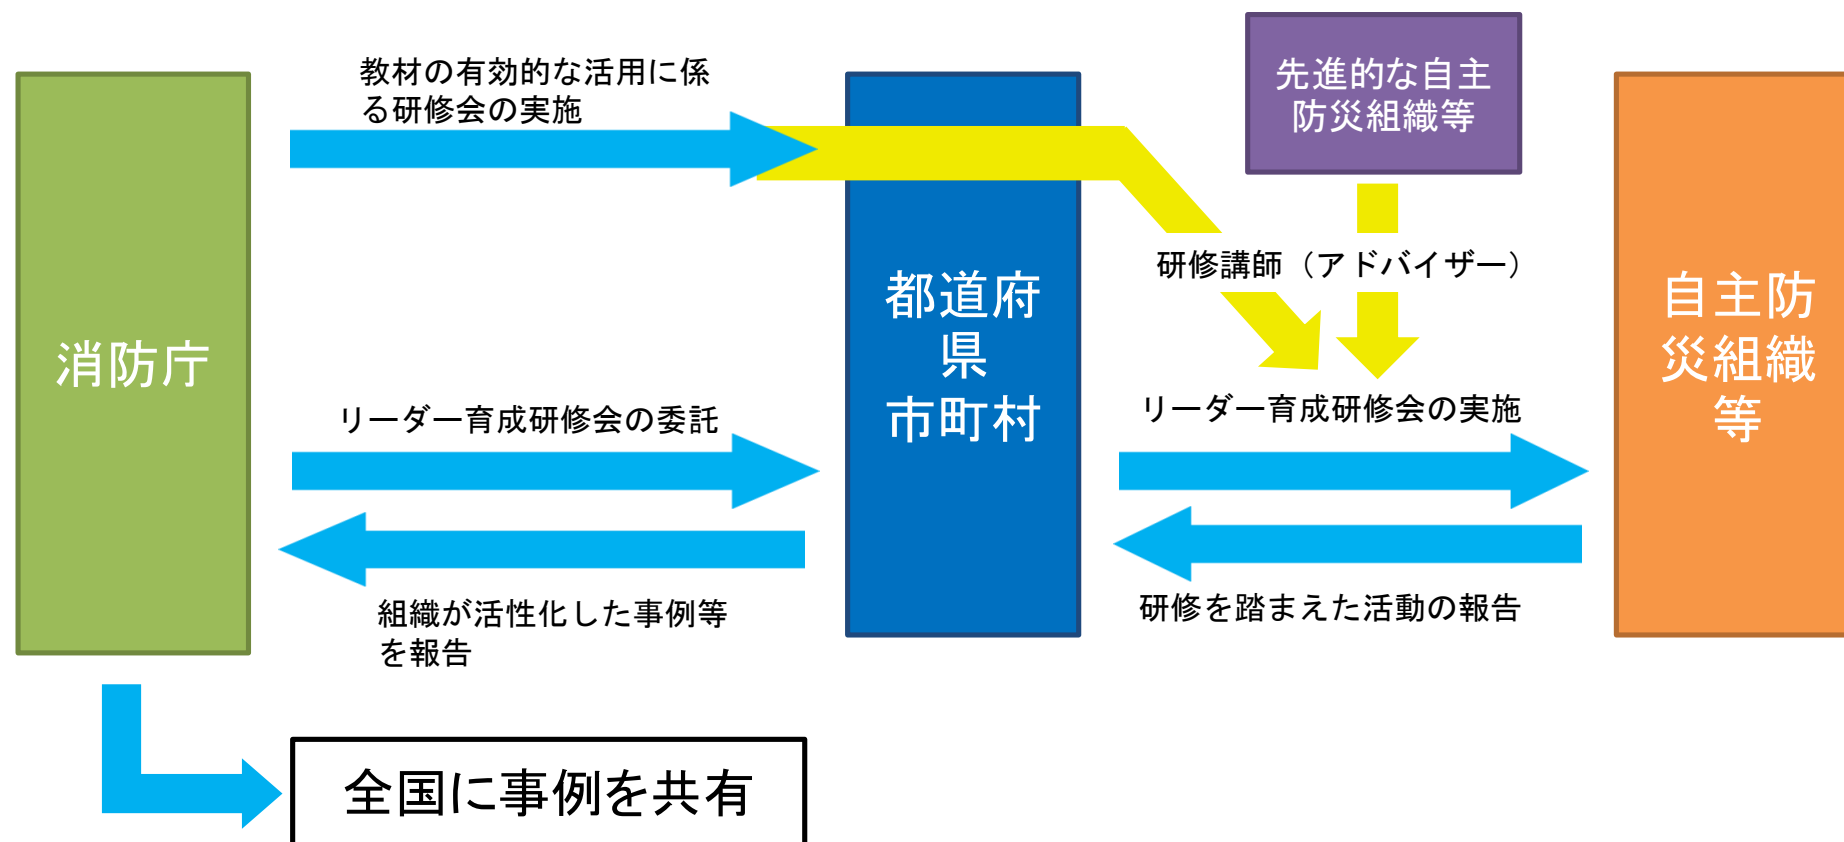 教材の有効的な活用に係
る研修会の実施
先進的な自主
防災組織等
研修講師（アドバイザー）
消防庁
都道府
県
市町村
自主防
災組織
等
リーダー育成研修会の委託
リーダー育成研修会の実施
組織が活性化した事例等
を報告
研修を踏まえた活動の報告
全国に事例を共有